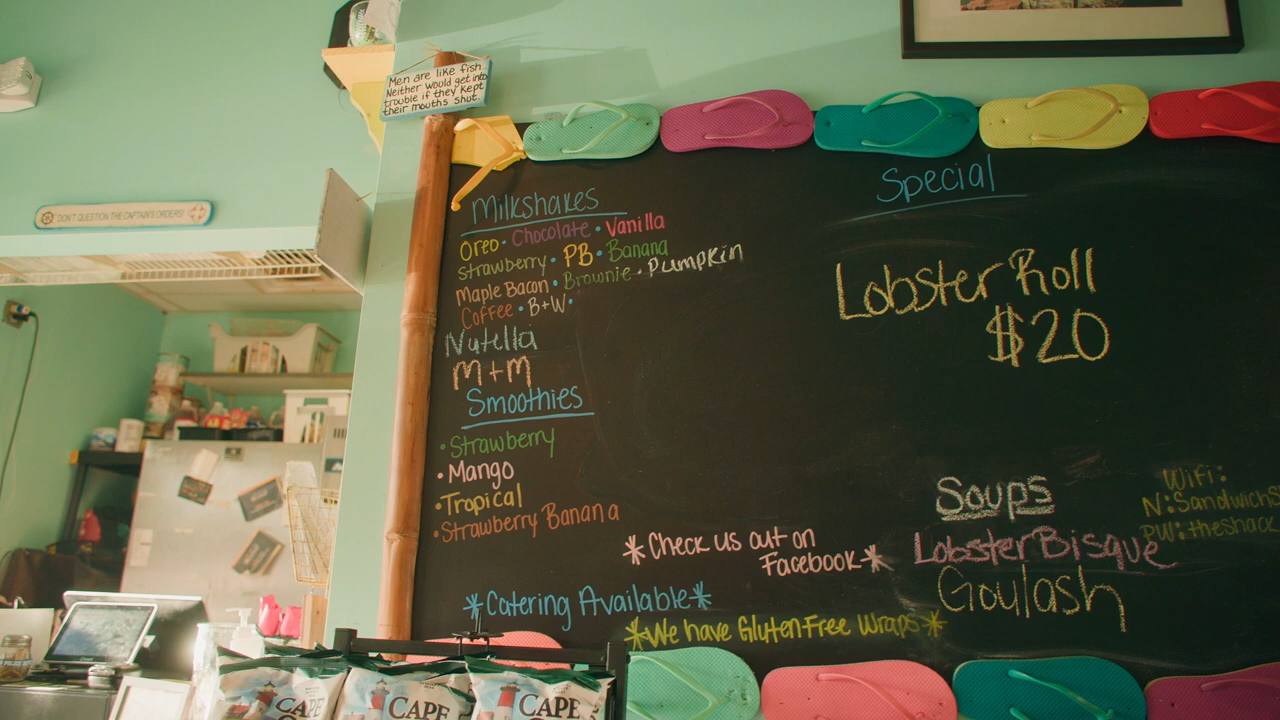 Men are like fish.
Neither would get into
trouble if they kept
their mouths shut.
DON'T QUESTION THE CAPTAIN'S ORDERS!
Milkshakes
Oreo • Chocolate • Vanilla
Strawberry • PB • Banana
Maple Bacon • Brownie • Pumpkin
Coffee • B+W •
Nutella
M+M
Smoothies
• Strawberry
• Mango
• Tropical
• Strawberry Banana
Special
Lobster Roll
$20
Soups
Lobster Bisque
Goulash
Wifi:
N: Sandwichs
PW: theshack
*Check us out on
Facebook*
*Catering Available*
*We have Gluten Free Wraps*
CAPE
CAPE
CAPE